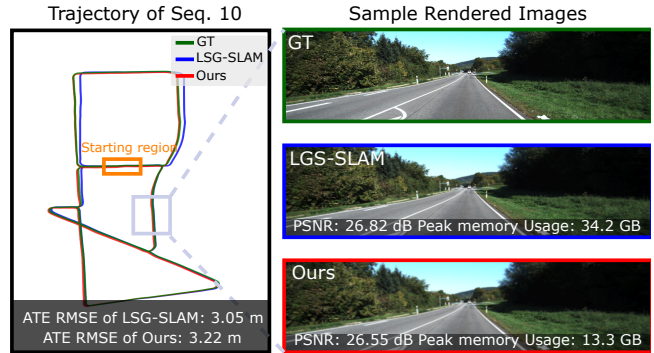 Trajectory of Seq. 10
GT
LSG-SLAM
Ours
Starting region
ATE RMSE of LSG-SLAM: 3.05 m
ATE RMSE of Ours: 3.22 m
Sample Rendered Images
GT
LGS-SLAM
PSNR: 26.82 dB Peak memory Usage: 34.2 GB
Ours
PSNR: 26.55 dB Peak memory Usage: 13.3 GB